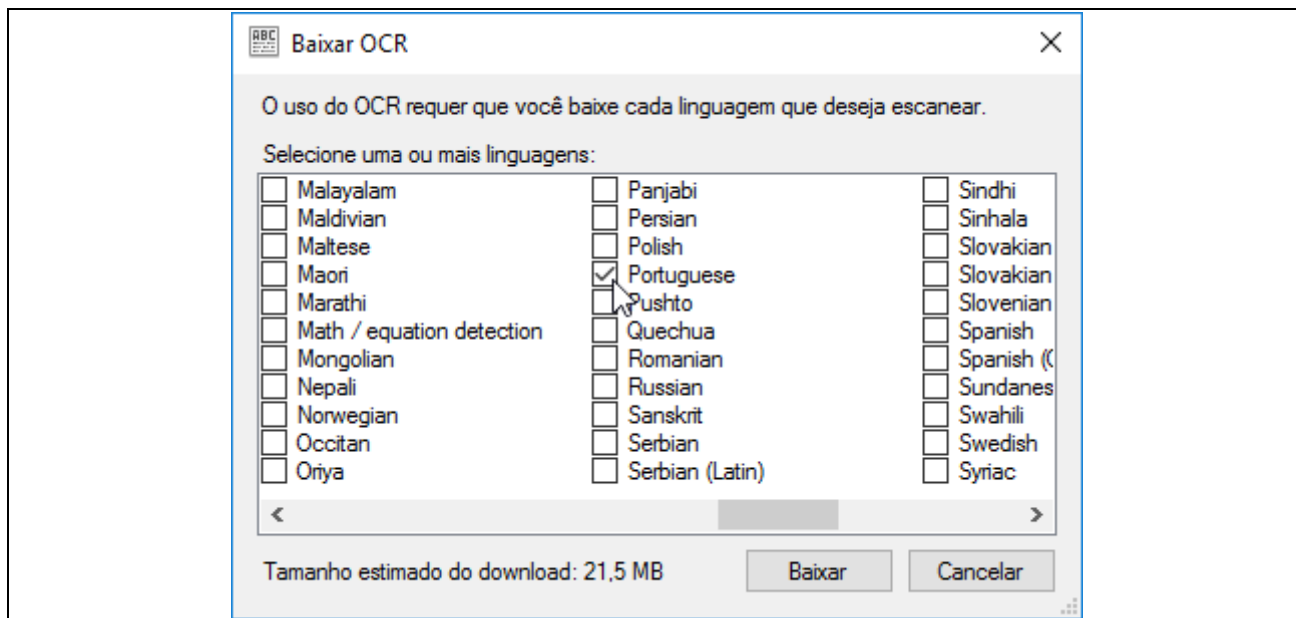 ABC
Baixar OCR
O uso do OCR requer que você baixe cada linguagem que deseja escanear.
Selecione uma ou mais linguagens:
Malayalam Panjabi Sindhi
Maldivian Persian Sinhala
Maltese Polish Slovakian
Maori Portuguese Slovakian
Marathi Pushto Slovenian
Math / equation detection Quechua Spanish
Mongolian Romanian Spanish (
Nepali Russian Sundanes
Norwegian Sanskrit Swahili
Occitan Serbian Swedish
Oriya Serbian (Latin) Syriac
Tamanho estimado do download: 21,5 MB Baixar Cancelar